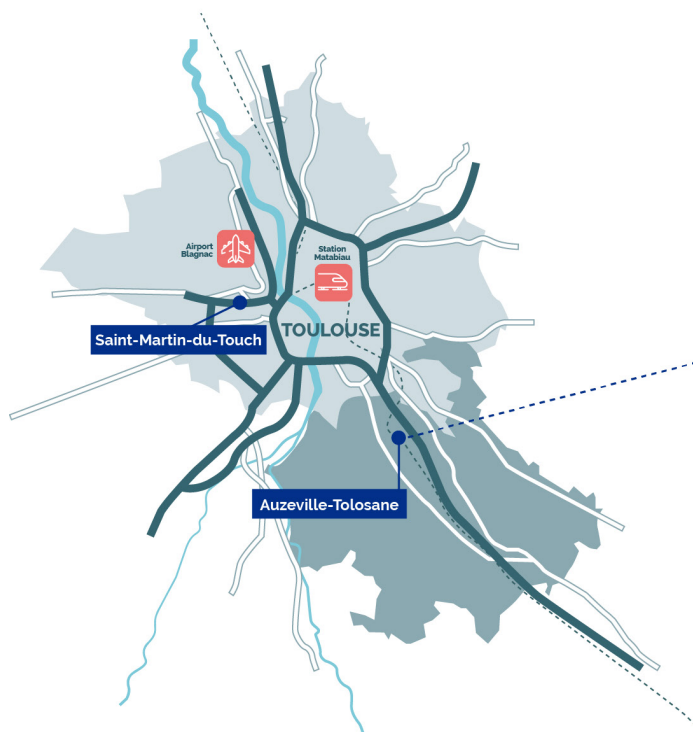 Airport
Blagnac
Station
Matabiau
TOULOUSE
Saint-Martin-du-Touch
Auzeville-Tolosane